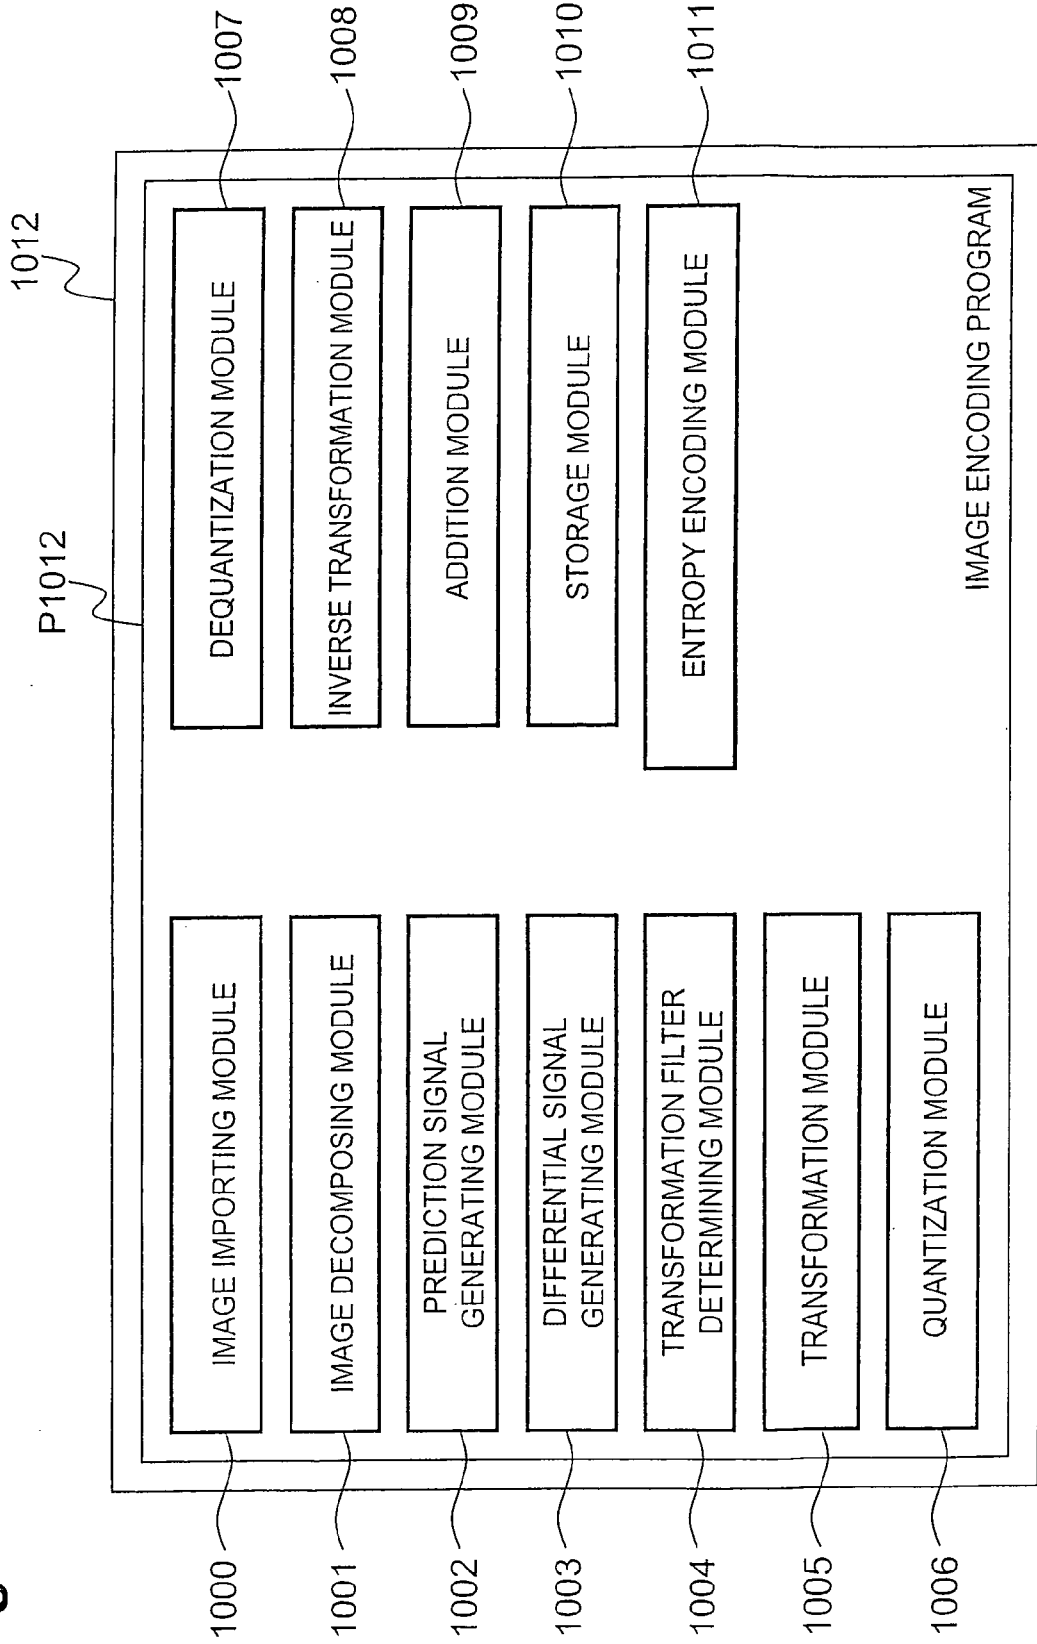 1012
P1012
1000
IMAGE IMPORTING MODULE
1001
IMAGE DECOMPOSING MODULE
1002
PREDICTION SIGNAL
GENERATING MODULE
1003
DIFFERENTIAL SIGNAL
GENERATING MODULE
1004
TRANSFORMATION FILTER
DETERMINING MODULE
1005
TRANSFORMATION MODULE
1006
QUANTIZATION MODULE
DEQUANTIZATION MODULE
1007
INVERSE TRANSFORMATION MODULE
1008
ADDITION MODULE
1009
STORAGE MODULE
1010
ENTROPY ENCODING MODULE
1011
IMAGE ENCODING PROGRAM